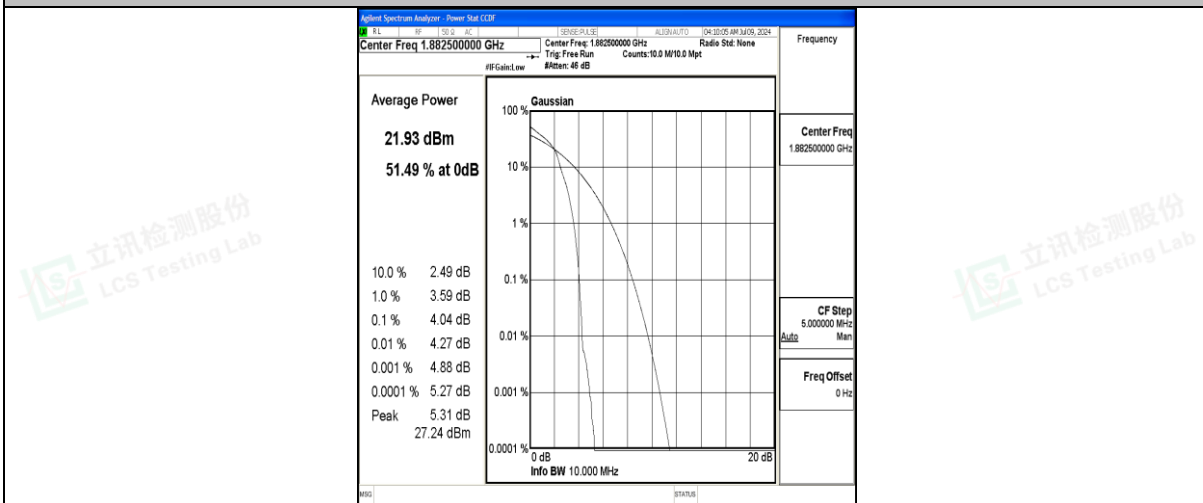 Agilent Spectrum Analyzer - Power Stat CCDF
RL RF 50 Ω AC SENSE:PULSE ALIGN AUTO 04:10:05 AM Jul 09, 2024
Center Freq 1.882500000 GHz
Center Freq: 1.882500000 GHz Radio Std: None
Trig: Free Run Counts:10.0 M/10.0 Mpt
#IFGain:Low #Atten: 46 dB
Frequency
Average Power
21.93 dBm
51.49 % at 0dB
10.0 % 2.49 dB
1.0 % 3.59 dB
0.1 % 4.04 dB
0.01 % 4.27 dB
0.001 % 4.88 dB
0.0001 % 5.27 dB
Peak 5.31 dB
27.24 dBm
Gaussian
100 %
10 %
1 %
0.1 %
0.01 %
0.001 %
0.0001 %
0 dB 20 dB
Info BW 10.000 MHz
Center Freq
1.882500000 GHz
CF Step
5.000000 MHz
Auto Man
Freq Offset
0 Hz
MSG STATUS
立讯检测股份
LCS Testing Lab
立讯检测股份
LCS Testing Lab